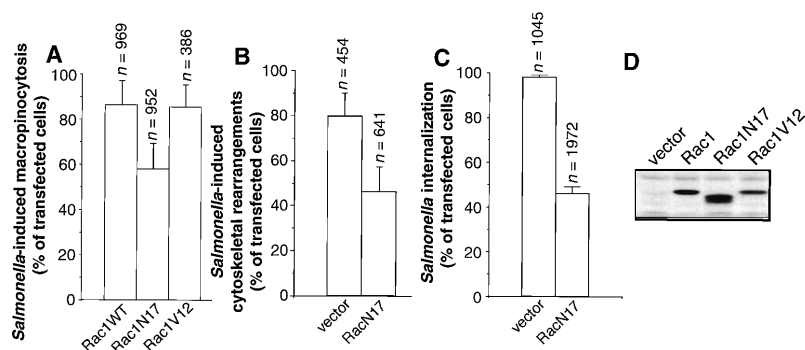 A
Salmonella-induced macropinocytosis
(% of transfected cells)
100
80
60
40
20
0
n = 969
n = 952
n = 386
Rac1WT
Rac1N17
Rac1V12
B
Salmonella-induced
cytoskeletal rearrangements
(% of transfected cells)
100
80
60
40
20
0
n = 454
n = 641
vector
RacN17
C
Salmonella internalization
(% of transfected cells)
100
80
60
40
20
0
n = 1045
n = 1972
vector
RacN17
D
vector
Rac1
Rac1N17
Rac1V12